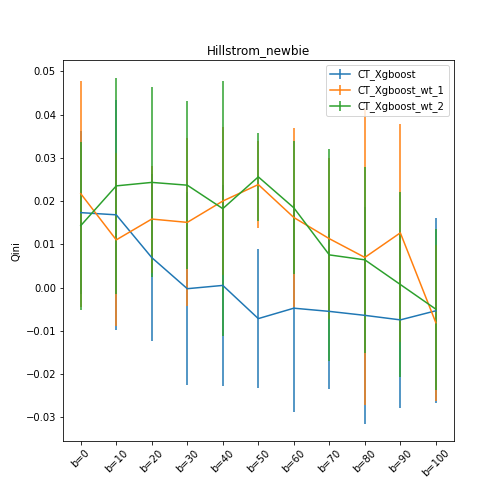 Hillstrom_newbie
CT_Xgboost
CT_Xgboost_wt_1
CT_Xgboost_wt_2
0.05
0.04
0.03
0.02
0.01
0.00
−0.01
−0.02
−0.03
Qini
b=0
b=10
b=20
b=30
b=40
b=50
b=60
b=70
b=80
b=90
b=100